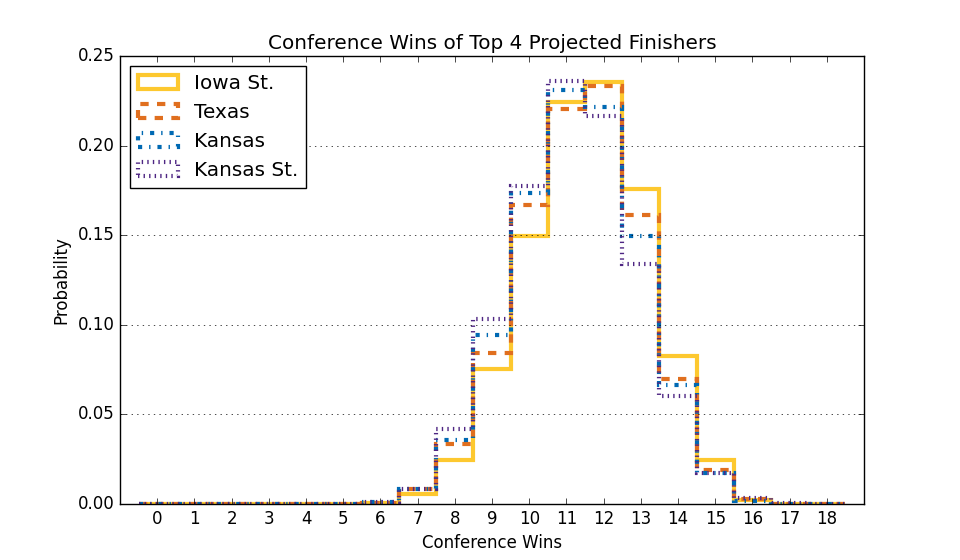 Conference Wins of Top 4 Projected Finishers
0.25
0.20
0.15
0.10
0.05
0.00
Probability
Iowa St.
Texas
Kansas
Kansas St.
0 1 2 3 4 5 6 7 8 9 10 11 12 13 14 15 16 17 18
Conference Wins